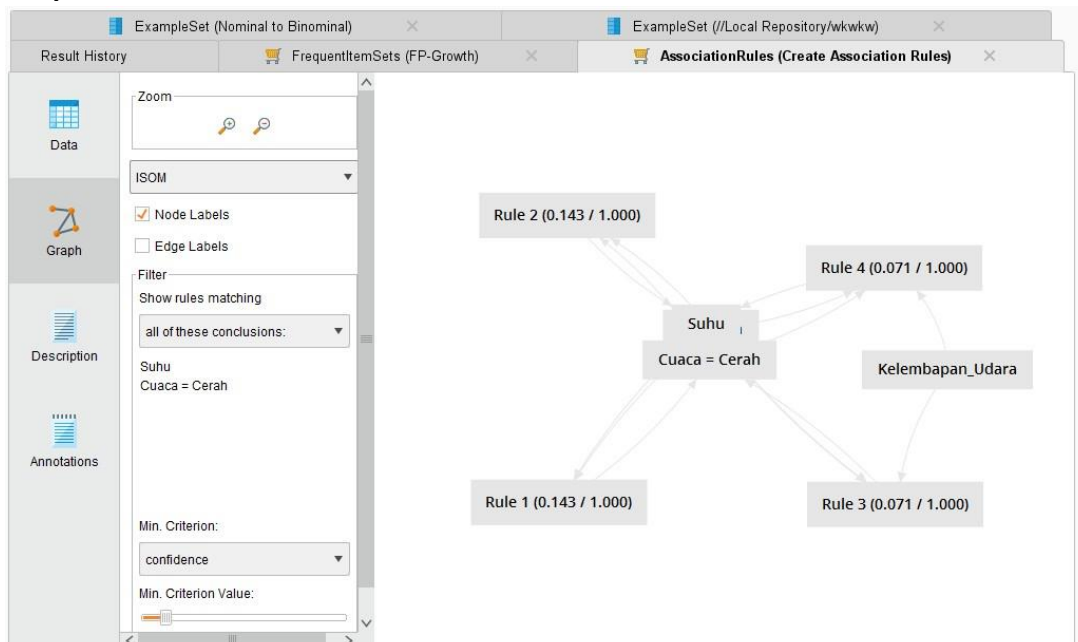 ExampleSet (Nominal to Binominal)
ExampleSet (//Local Repository/wkwkw)
Result History
FrequentItemSets (FP-Growth)
AssociationRules (Create Association Rules)
Data
Graph
Description
Annotations
Zoom
ISOM
Node Labels
Edge Labels
Filter
Show rules matching
all of these conclusions:
Suhu
Cuaca = Cerah
Min. Criterion:
confidence
Min. Criterion Value:
Rule 2 (0.143 / 1.000)
Rule 4 (0.071 / 1.000)
Suhu
Cuaca = Cerah
Kelembapan_Udara
Rule 1 (0.143 / 1.000)
Rule 3 (0.071 / 1.000)